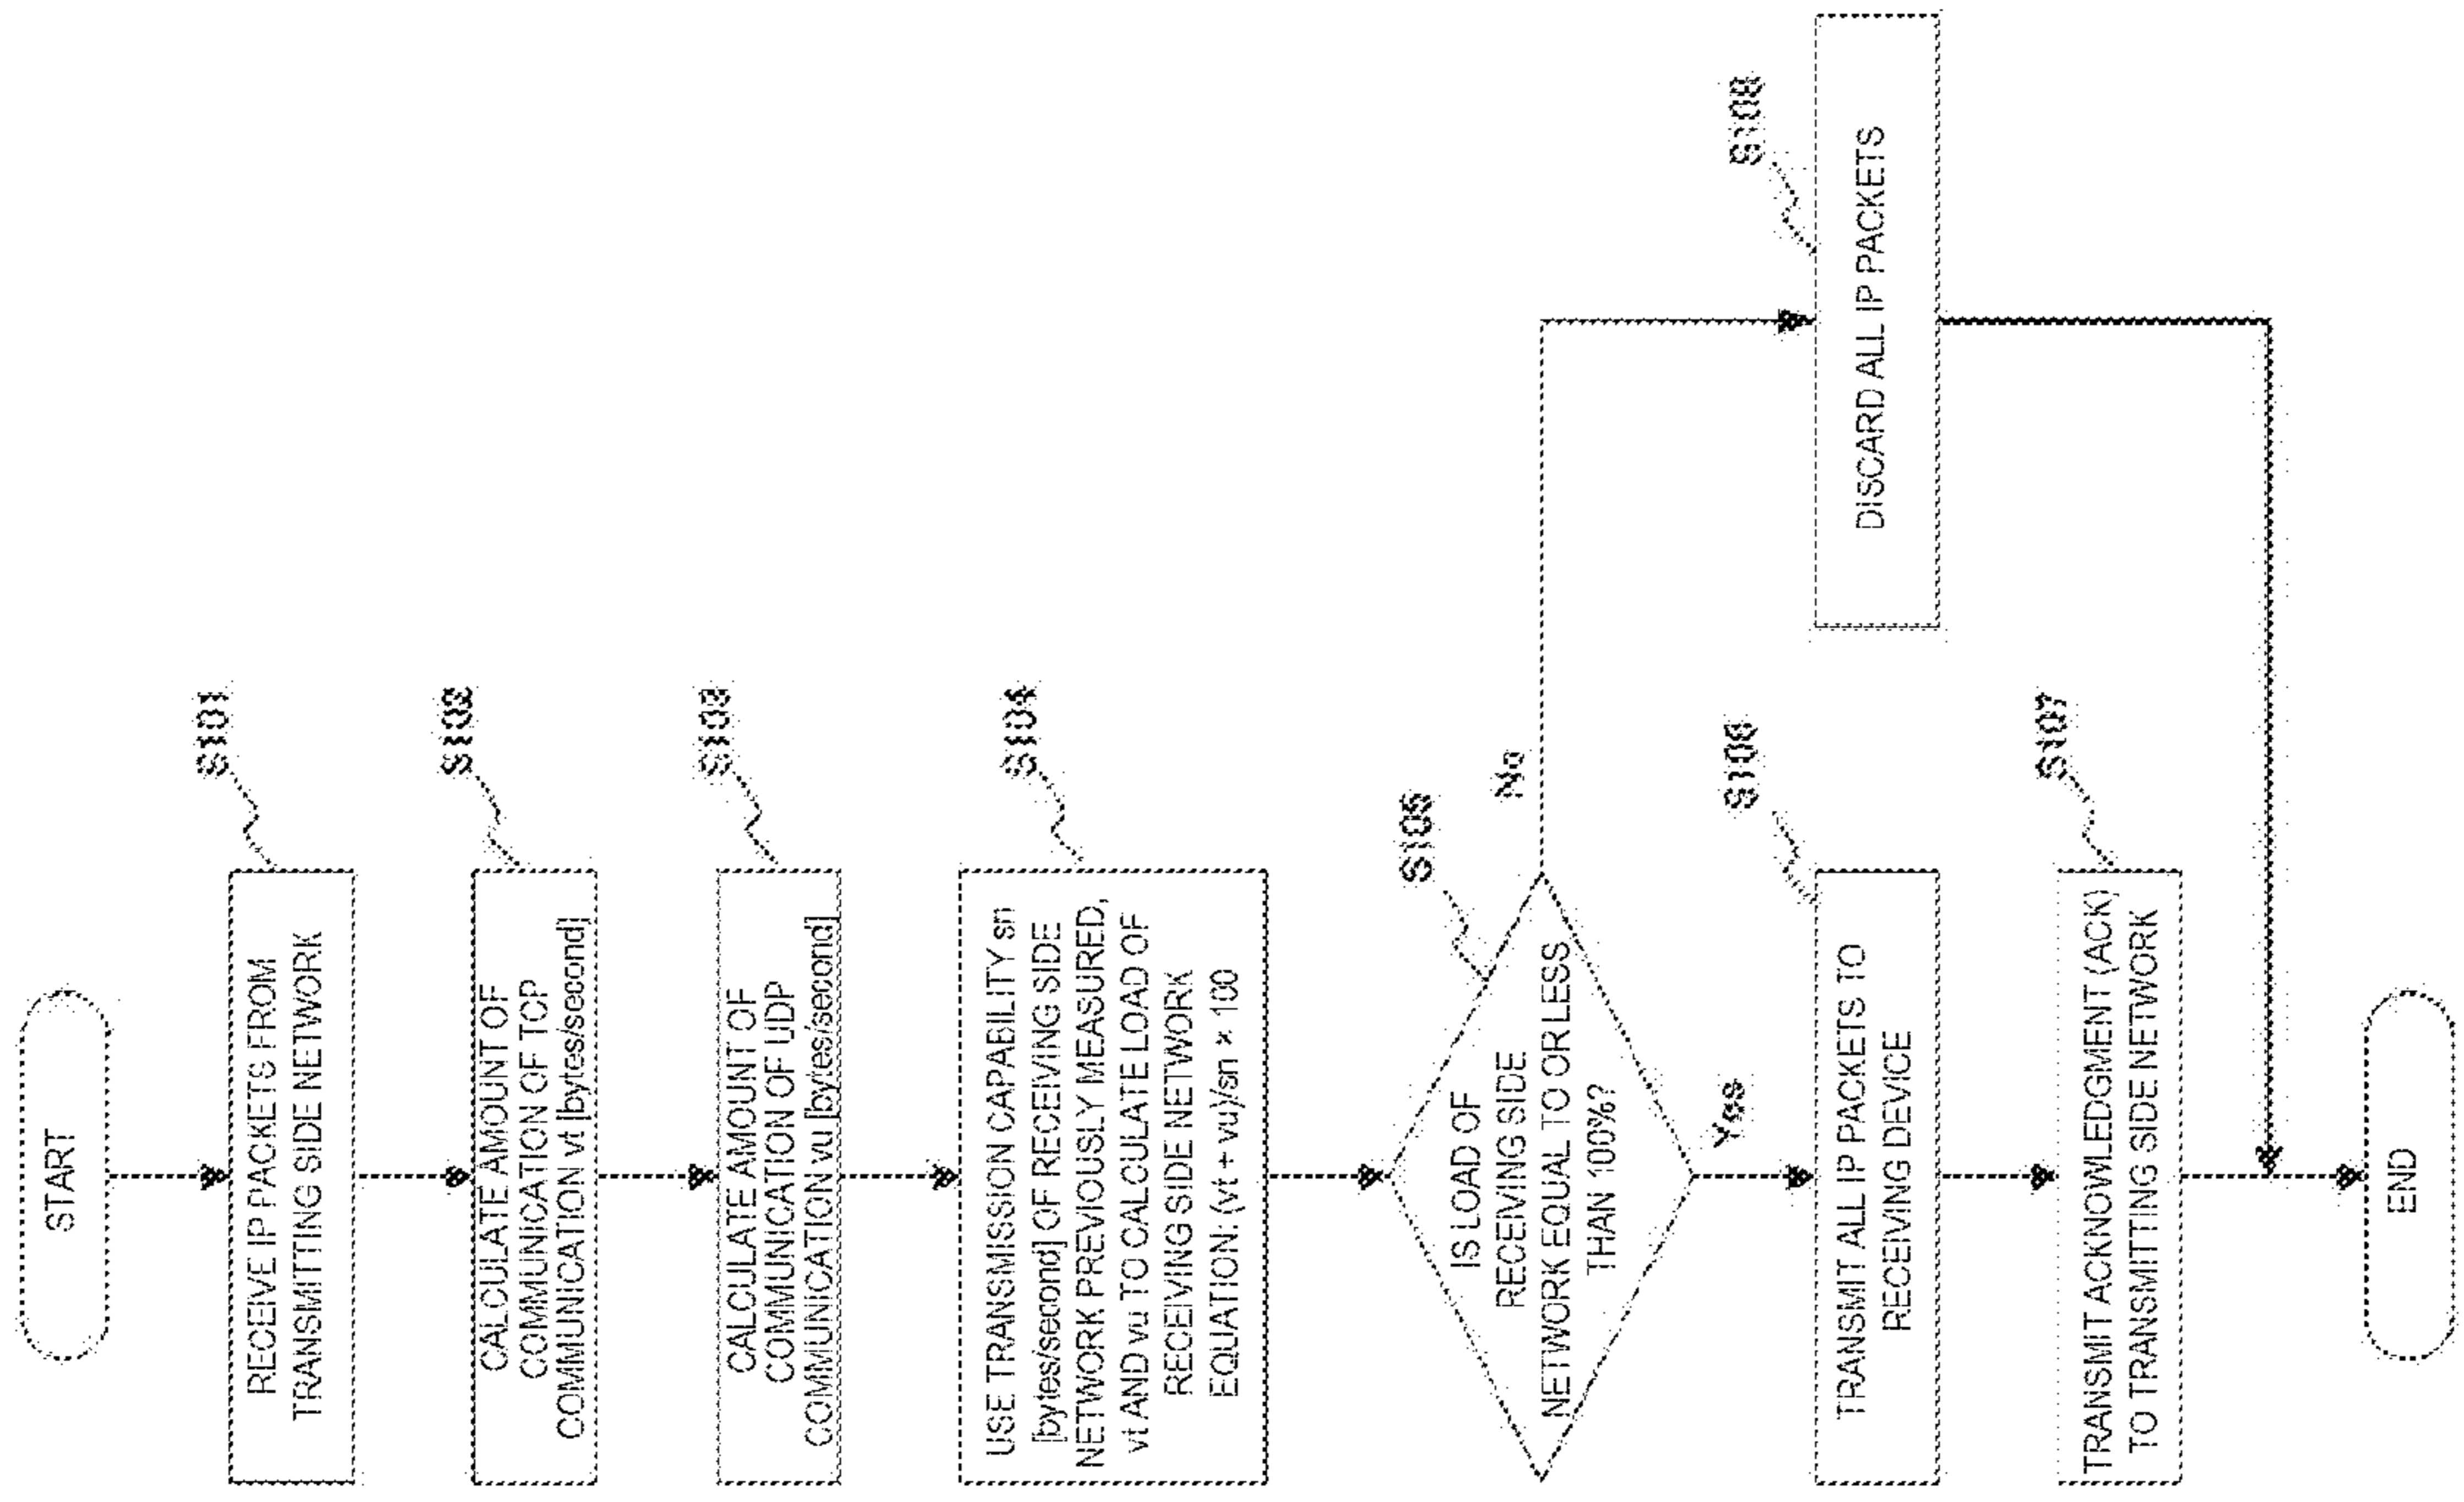 START
S101
RECEIVE IP PACKETS FROM
TRANSMITTING SIDE NETWORK
S102
CALCULATE AMOUNT OF
COMMUNICATION OF TCP
COMMUNICATION vt [bytes/second]
S103
CALCULATE AMOUNT OF
COMMUNICATION OF UDP
COMMUNICATION vu [bytes/second]
S104
USE TRANSMISSION CAPABILITY sn
[bytes/second] OF RECEIVING SIDE
NETWORK PREVIOUSLY MEASURED,
vt AND vu TO CALCULATE LOAD OF
RECEIVING SIDE NETWORK
EQUATION: (vt + vu)/sn × 100
S105
IS LOAD OF
RECEIVING SIDE
NETWORK EQUAL TO OR LESS
THAN 100%?
No
Yes
S106
TRANSMIT ALL IP PACKETS TO
RECEIVING DEVICE
S108
DISCARD ALL IP PACKETS
S107
TRANSMIT ACKNOWLEDGMENT (ACK)
TO TRANSMITTING SIDE NETWORK
END